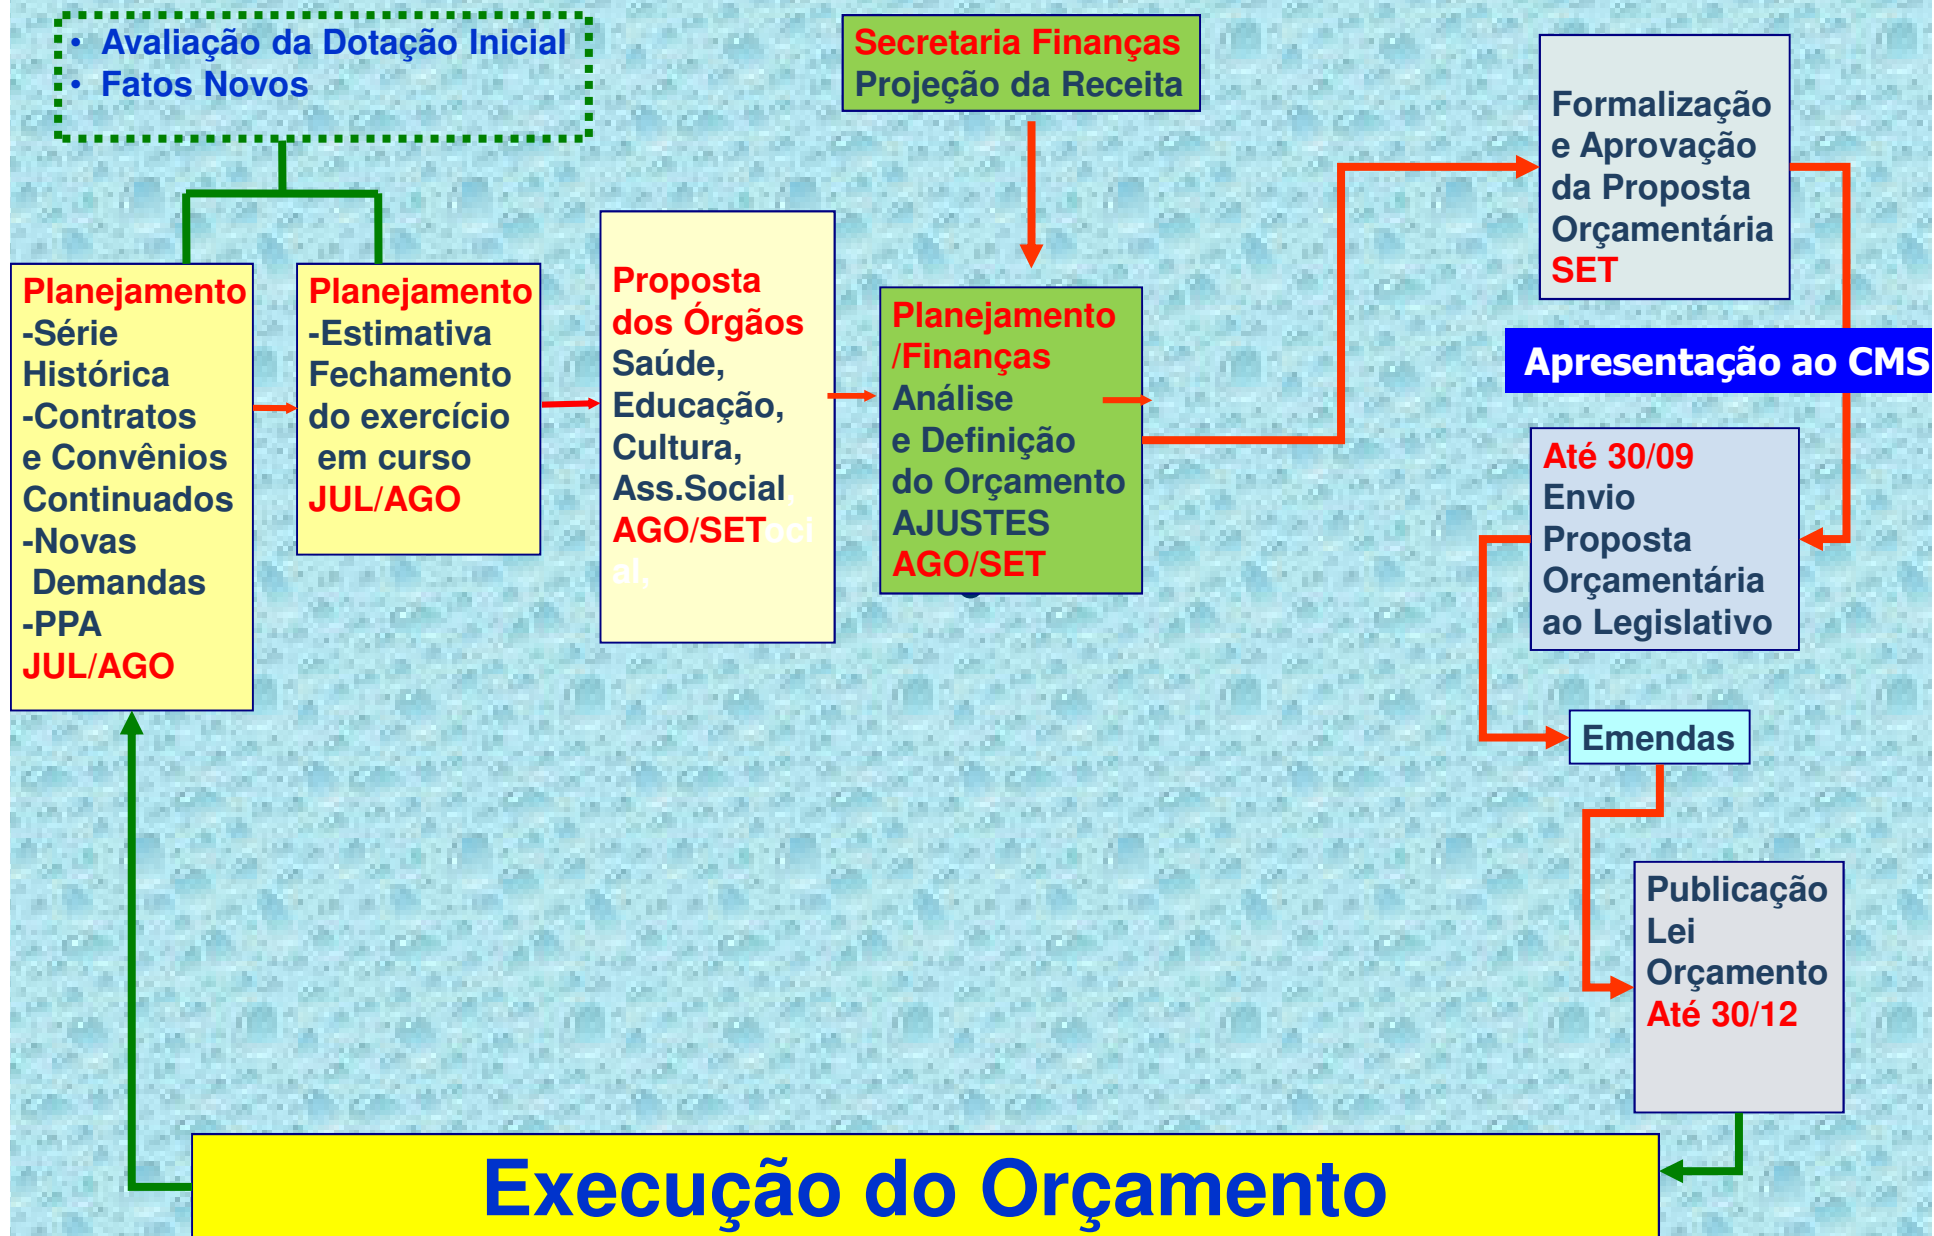 • Avaliação da Dotação Inicial
• Fatos Novos
Secretaria Finanças
Projeção da Receita
Formalização
e Aprovação
da Proposta
Orçamentária
SET
Planejamento
-Série
Histórica
-Contratos
e Convênios
Continuados
-Novas
Demandas
-PPA
JUL/AGO
Planejamento
-Estimativa
Fechamento
do exercício
em curso
JUL/AGO
Proposta
dos Órgãos
Saúde,
Educação,
Cultura,
Ass.Social,
AGO/SEToci
al,
Planejamento
/Finanças
Análise
e Definição
do Orçamento
AJUSTES
AGO/SET
Apresentação ao CMS
Até 30/09
Envio
Proposta
Orçamentária
ao Legislativo
Emendas
Publicação
Lei
Orçamento
Até 30/12
Execução do Orçamento